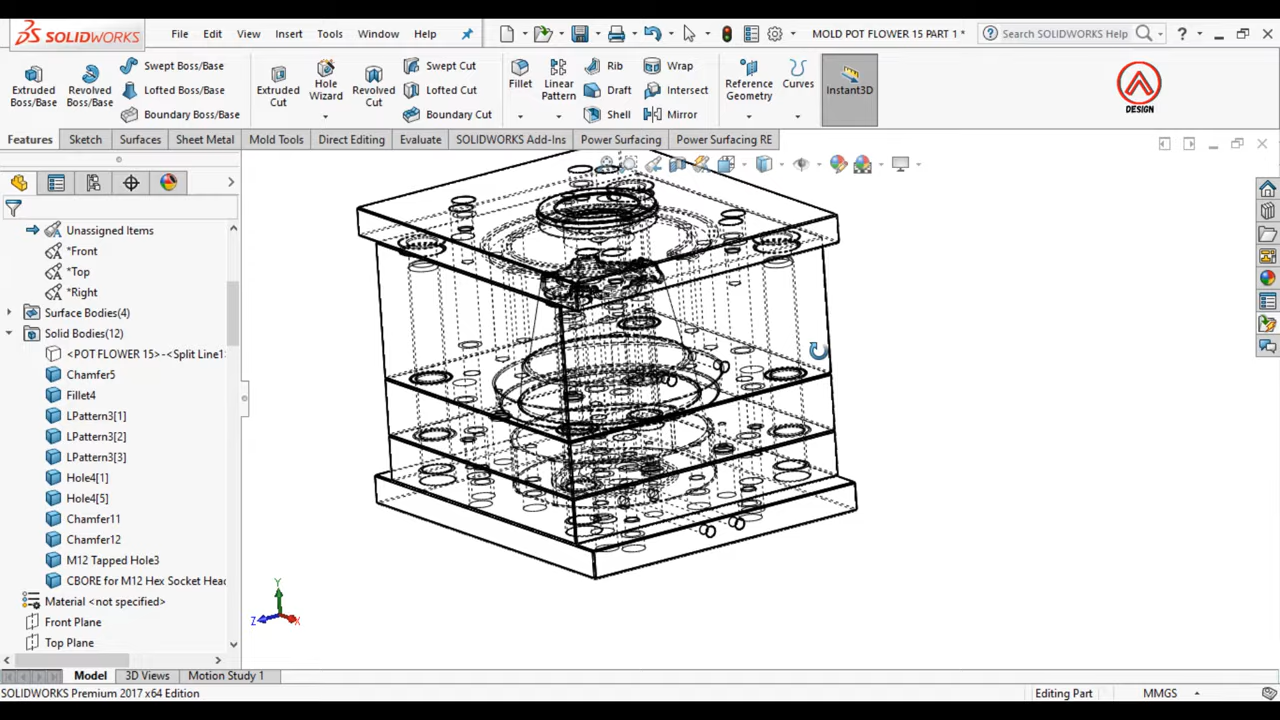 SOLIDWORKS File Edit View Insert Tools Window Help MOLD POT FLOWER 15 PART 1 * Search SOLIDWORKS Help ?
Extruded Boss/Base
Revolved Boss/Base
Swept Boss/Base
Lofted Boss/Base
Boundary Boss/Base
Extruded Cut
Hole Wizard
Revolved Cut
Swept Cut
Lofted Cut
Boundary Cut
Fillet
Linear Pattern
Rib
Draft
Shell
Wrap
Intersect
Mirror
Reference Geometry
Curves
Instant3D
DESIGN
Features Sketch Surfaces Sheet Metal Mold Tools Direct Editing Evaluate SOLIDWORKS Add-Ins Power Surfacing Power Surfacing RE
Unassigned Items
*Front
*Top
*Right
Surface Bodies(4)
Solid Bodies(12)
<POT FLOWER 15>-<Split Line1
Chamfer5
Fillet4
LPattern3[1]
LPattern3[2]
LPattern3[3]
Hole4[1]
Hole4[5]
Chamfer11
Chamfer12
M12 Tapped Hole3
CBORE for M12 Hex Socket Head
Material <not specified>
Front Plane
Top Plane
Y
Z
X
Model 3D Views Motion Study 1
SOLIDWORKS Premium 2017 x64 Edition Editing Part MMGS